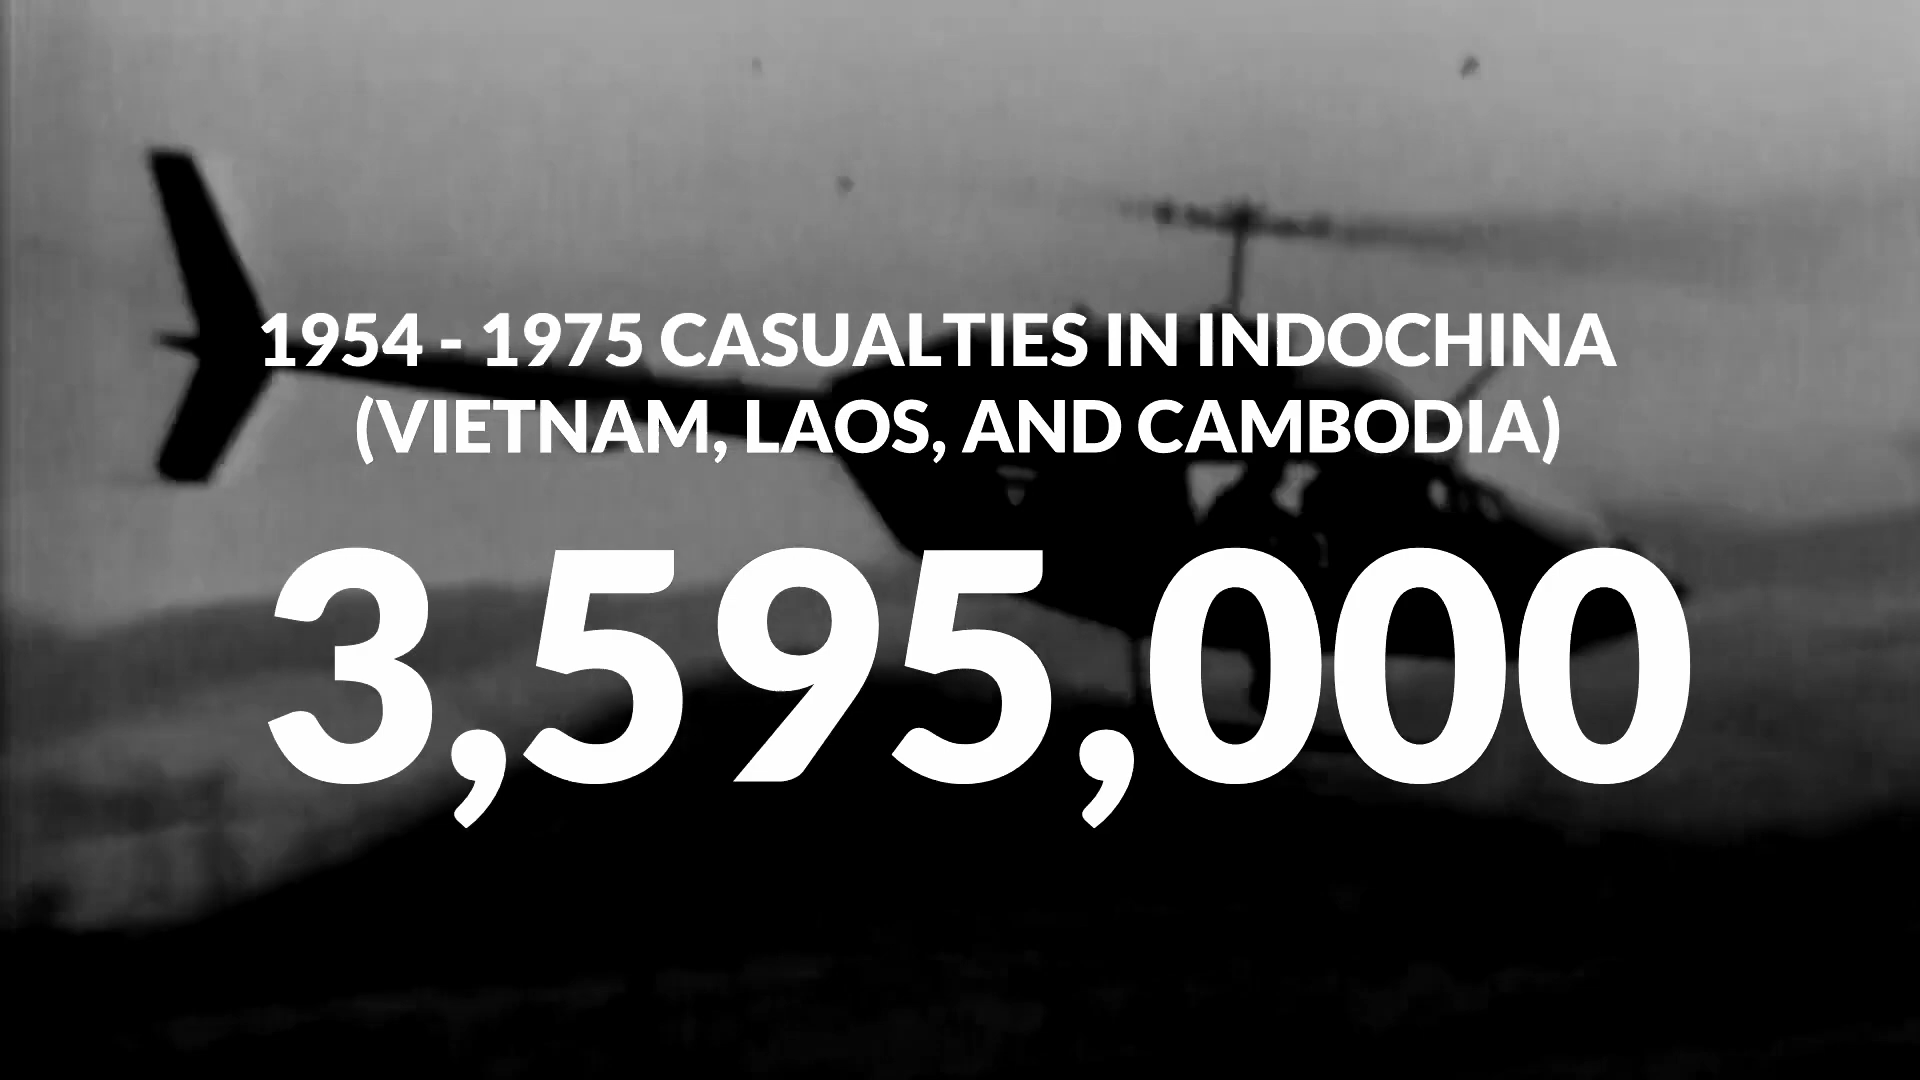 1954 - 1975 CASUALTIES IN INDOCHINA
(VIETNAM, LAOS, AND CAMBODIA)
3,595,000